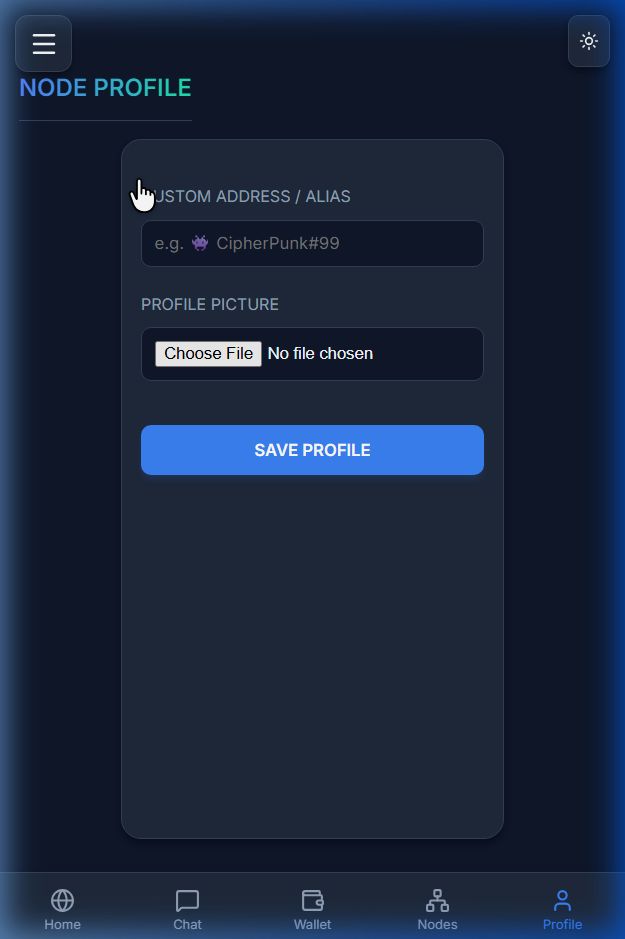 NODE PROFILE
CUSTOM ADDRESS / ALIAS
e.g. 👾 CipherPunk#99
PROFILE PICTURE
Choose File No file chosen
SAVE PROFILE
Home Chat Wallet Nodes Profile